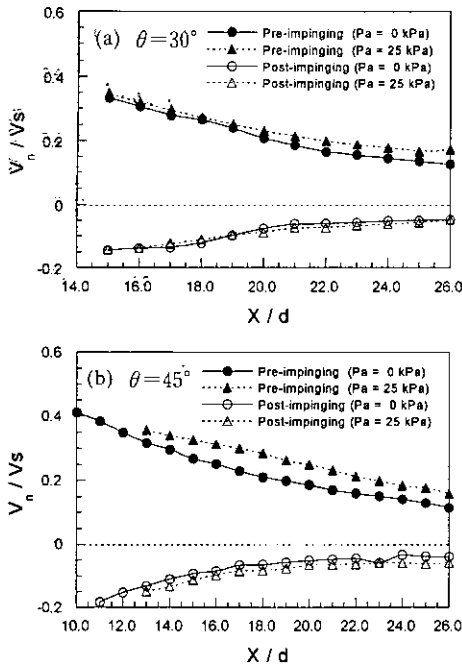 (a) θ=30°
Pre-impinging (Pa = 0 kPa)
Pre-impinging (Pa = 25 kPa)
Post-impinging (Pa = 0 kPa)
Post-impinging (Pa = 25 kPa)
0.6
0.4
0.2
0
-0.2
Vn / Vs
14.0 16.0 18.0 20.0 22.0 24.0 26.0
X / d
(b) θ=45°
Pre-impinging (Pa = 0 kPa)
Pre-impinging (Pa = 25 kPa)
Post-impinging (Pa = 0 kPa)
Post-impinging (Pa = 25 kPa)
0.6
0.4
0.2
0
-0.2
Vn / Vs
10.0 12.0 14.0 16.0 18.0 20.0 22.0 24.0 26.0
X / d